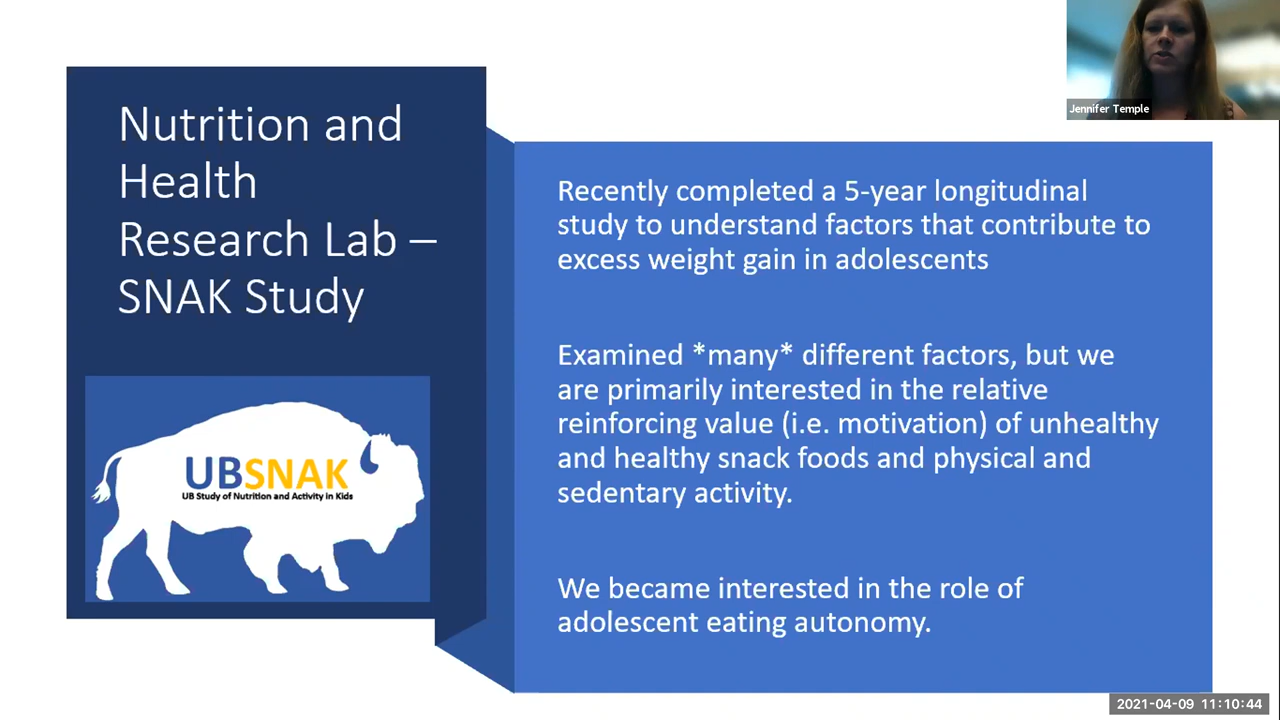 Nutrition and
Health
Research Lab –
SNAK Study
UBSNAK
UB Study of Nutrition and Activity in Kids
Recently completed a 5-year longitudinal
study to understand factors that contribute to
excess weight gain in adolescents
Examined *many* different factors, but we
are primarily interested in the relative
reinforcing value (i.e. motivation) of unhealthy
and healthy snack foods and physical and
sedentary activity.
We became interested in the role of
adolescent eating autonomy.
Jennifer Temple
2021-04-09 11:10:44